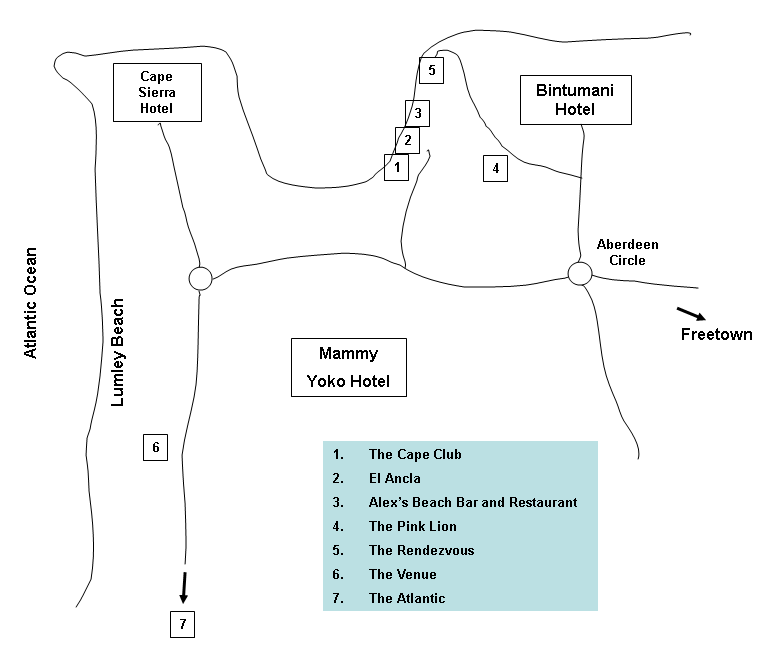 Cape
Sierra
Hotel
5
Bintumani
Hotel
3
2
1
4
Aberdeen
Circle
Atlantic Ocean
Lumley Beach
Freetown
Mammy
Yoko Hotel
6
1. The Cape Club
2. El Ancla
3. Alex's Beach Bar and Restaurant
4. The Pink Lion
5. The Rendezvous
6. The Venue
7. The Atlantic
7